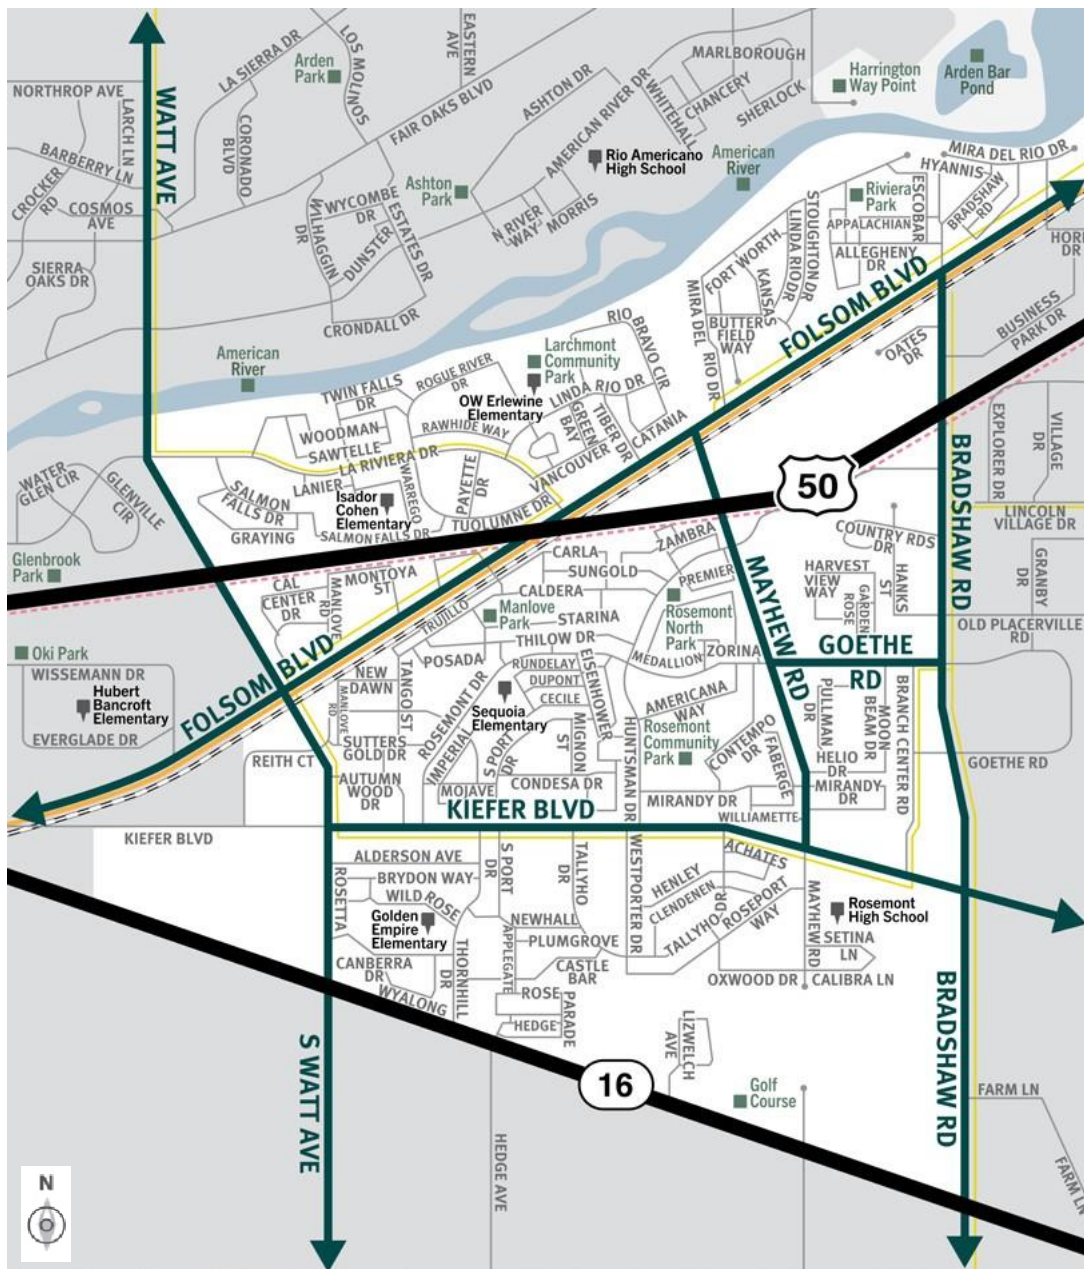 NORTHROP AVE
LARCH LN
BARBERRY LN
CROCKER
RD
COSMOS
AVE
SIERRA
OAKS DR
WATT AVE
LA SIERRA DR
CORONADO
BLVD
Arden
Park
LOS MOLINOS
EASTERN
AVE
FAIR OAKS BLVD
ASHTON DR
AMERICAN RIVER DR
WHITEHALL
MARLBOROUGH
CHANCERY
SHERLOCK
Harrington
Way Point
Arden Bar
Pond
Rio Americano
High School
American
River
Ashton
Park
WYCOMBE
DR
WILHAGGIN
DR
DUNSTER
ESTATES DR
CRONDALL DR
N RIVER
WAY
MORRIS
MIRA DEL RIO DR
HYANNIS
ESCOBAR
BRADSHAW
RD
Riviera
Park
APPALACHIAN
ALLEGHENY
DR
STOUGHTON DR
LINDA RIO DR
FORT WORTH
KANSAS
BUTTER
FIELD WAY
MIRA DEL RIO DR
FOLSOM BLVD
OATES
DR
HOR
DR
BUSINESS
PARK DR
American
River
TWIN FALLS
DR
ROGUE RIVER
DR
WOODMAN
SAWTELLE
RAWHIDE WAY
LA RIVIERA DR
LANIER
WARREGO
PAYETTE
DR
Larchmont
Community
Park
OW Erlewine
Elementary
RIO
BRAVO CIR
LINDA RIO DR
GREEN
BAY
TIBER DR
CATANIA
VANCOUVER
TUOLUMNE DR
WATER
GLEN CIR
GLENVILLE
CIR
SALMON
FALLS DR
GRAYING
Isador
Cohen
Elementary
SALMON FALLS DR
50
BRADSHAW RD
EXPLORER DR
VILLAGE
DR
LINCOLN
VILLAGE DR
GRANBY
DR
Glenbrook
Park
Oki Park
WISSEMANN DR
Hubert
Bancroft
Elementary
EVERGLADE DR
FOLSOM BLVD
CAL
CENTER
DR
MANLOVE
RD
MONTOYA
ST
TRUJILLO
Manlove
Park
CARLA
SUNGOLD
CALDERA
STARINA
THILOW DR
ZAMBRA
PREMIER
Rosemont
North
Park
MEDALLION
ZORINA
MAYHEW RD
COUNTRY RDS
DR
HARVEST
VIEW WAY
GARDEN
ROSE
ST
HANKS
GOETHE
RD
OLD PLACERVILLE
RD
POSADA
NEW
DAWN
MANLOVE
RD
TANGO ST
ROSEMONT DR
IMPERIAL
RUNDELAY
DUPONT
CECILE
EISENHOWER
Sequoia
Elementary
S PORT
DR
MIGNON
ST
HUNTSMAN DR
AMERICANA
WAY
Rosemont
Community
Park
CONTEMPO
DR
FABERGE
DR
PULLMAN
MOON
BEAM DR
BRANCH CENTER RD
HELIO
DR
MIRANDY
DR
GOETHE RD
REITH CT
SUTTERS
GOLD DR
AUTUMN
WOOD
DR
MOJAVE
CONDESA DR
MIRANDY DR
WILLIAMETTE
KIEFER BLVD
KIEFER BLVD
ALDERSON AVE
BRYDON WAY
WILD ROSE
ROSETTA
Golden
Empire
Elementary
CANBERRA
DR
WYALONG
THORNHILL
DR
S PORT
DR
TALLYHO
DR
NEWHALL
PLUMGROVE
APPLEGATE
CASTLE
BAR
ROSE
PARADE
HEDGE
WESTPORTER DR
HENLEY
CLENDENEN
TALLYHO
DR
ROSEPORT
WAY
ACHATES
MAYHEW RD
Rosemont
High School
SETINA
LN
OXWOOD DR
CALIBRA LN
BRADSHAW RD
LIZWELCH
AVE
S WATT AVE
16
Golf
Course
HEDGE AVE
FARM LN
FARM LN
N